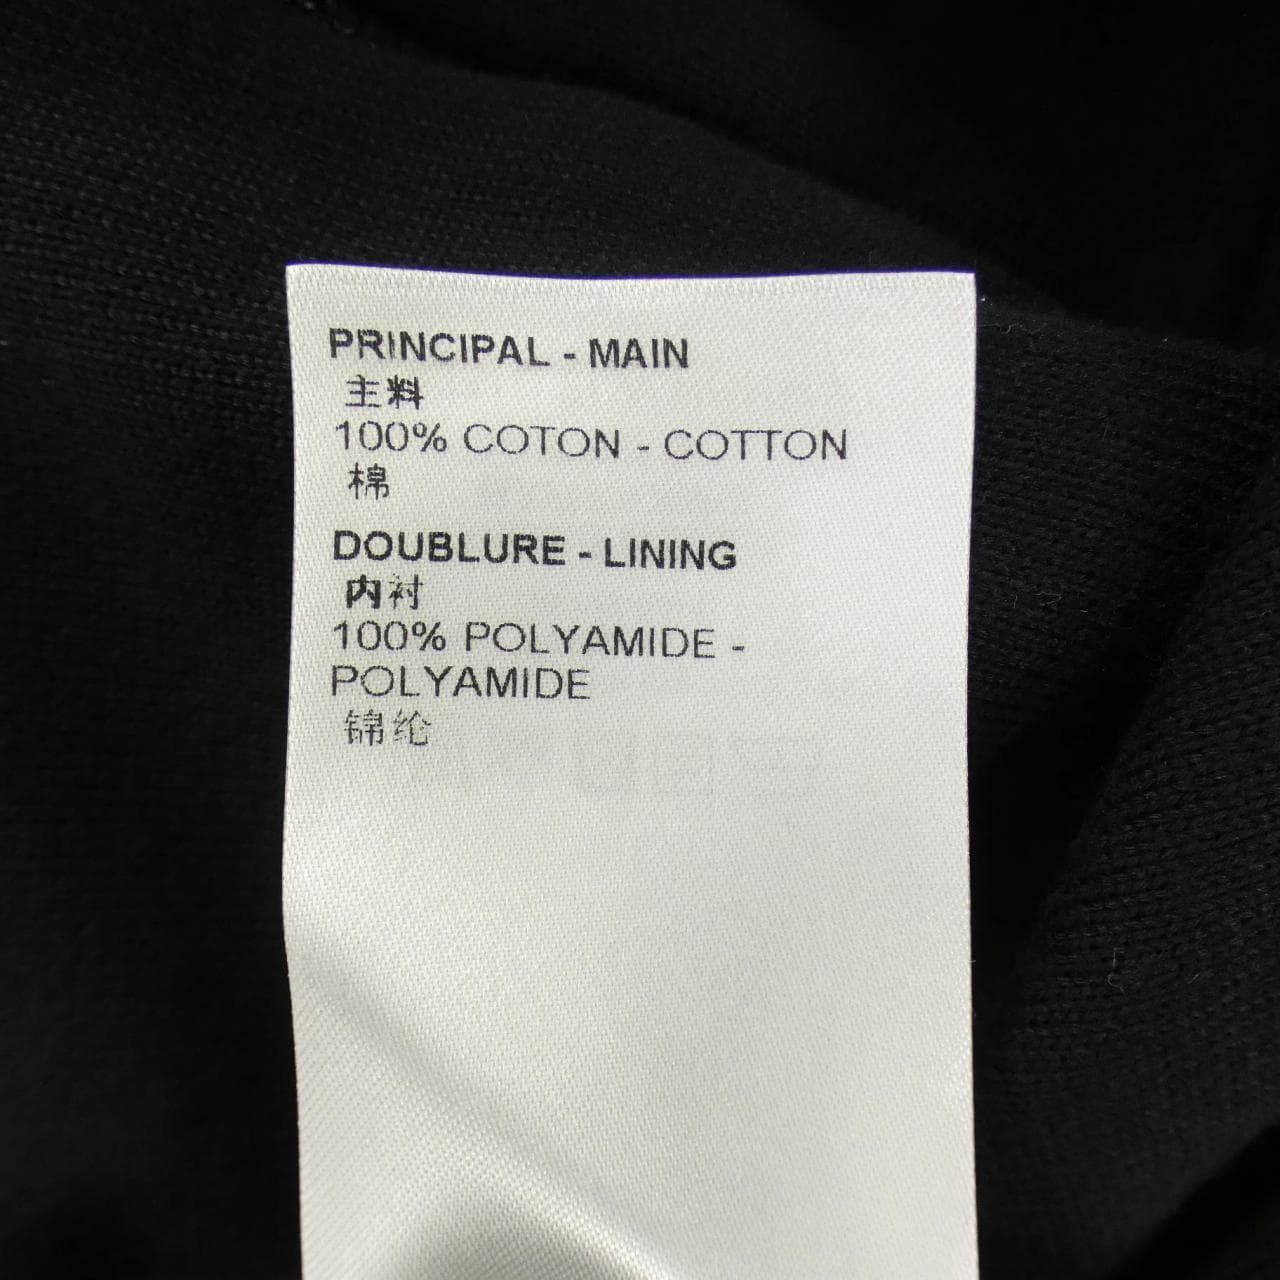 PRINCIPAL - MAIN
主料
100% COTON - COTTON
棉
DOUBLURE - LINING
内衬
100% POLYAMIDE -
POLYAMIDE
锦纶